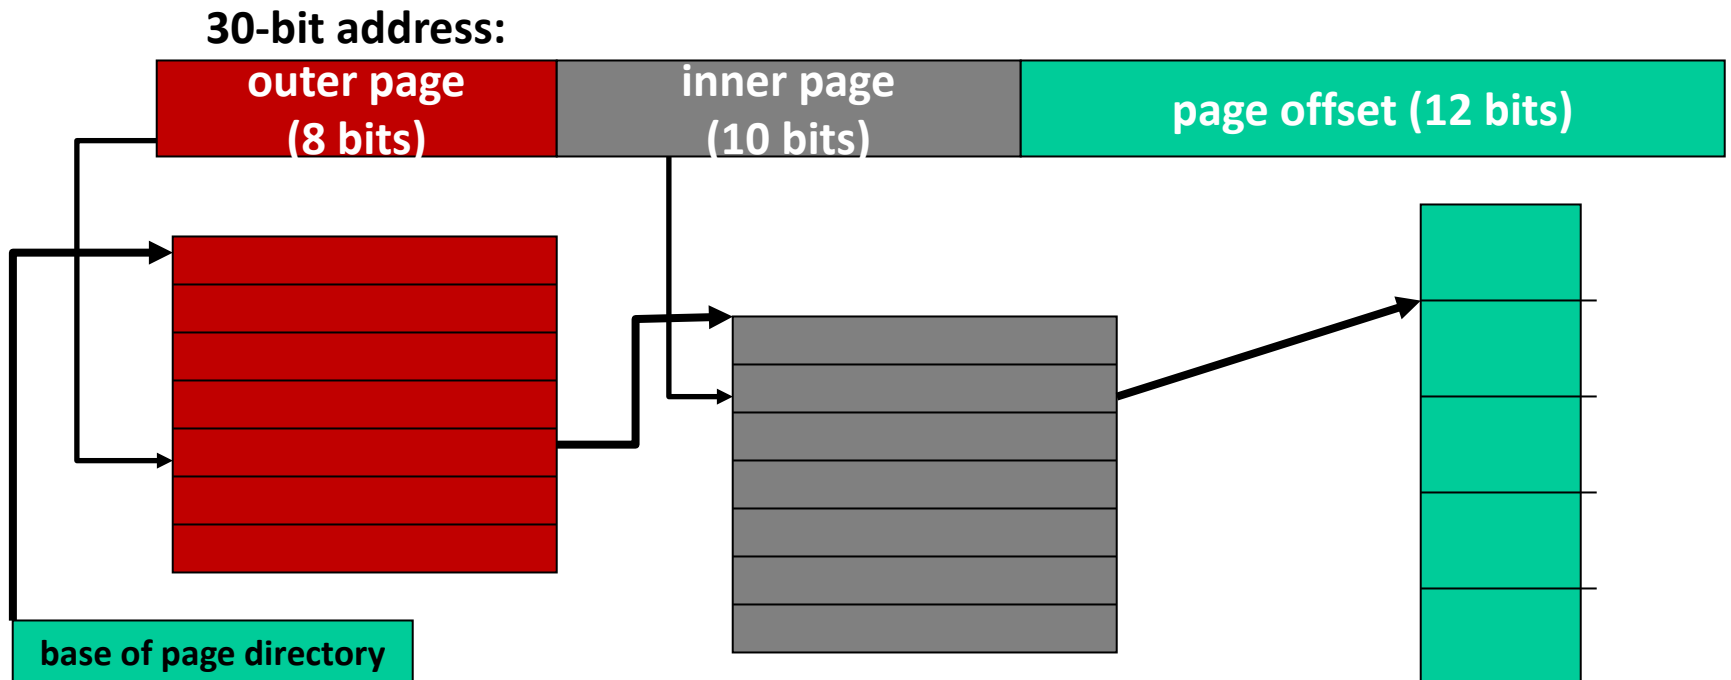 30-bit address:
outer page
(8 bits)
inner page
(10 bits)
page offset (12 bits)
base of page directory